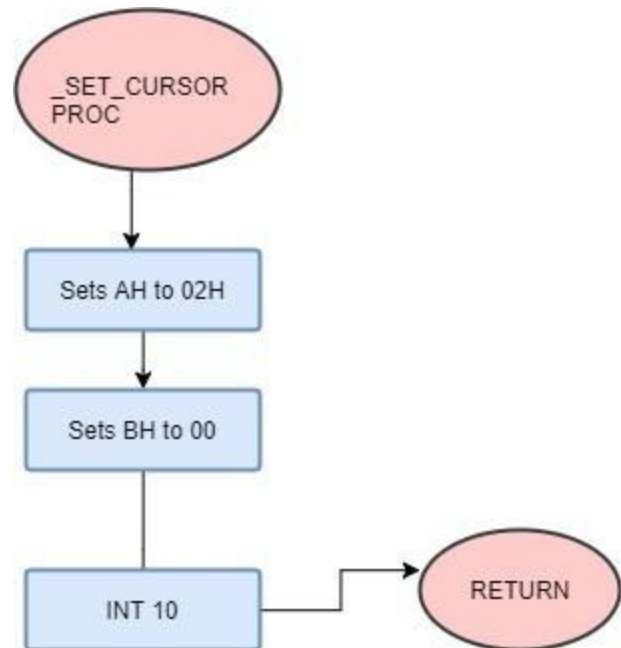 _SET_CURSOR
PROC
Sets AH to 02H
Sets BH to 00
INT 10
RETURN